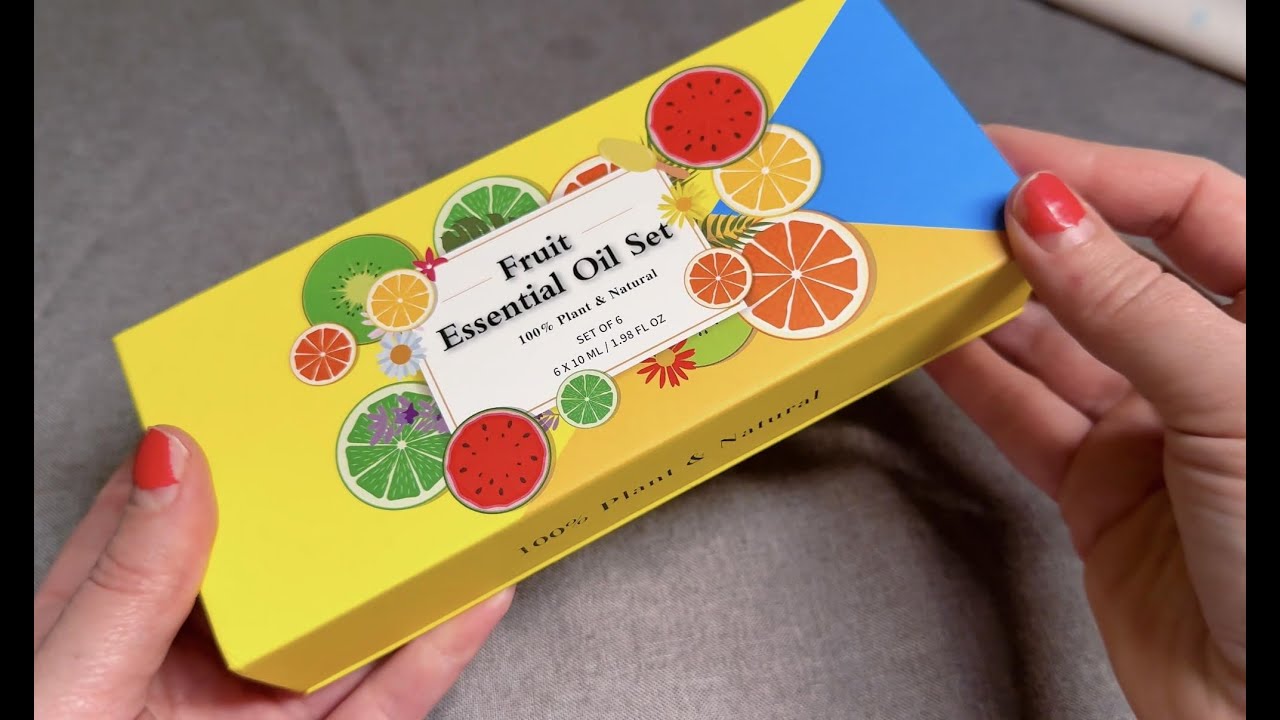 Fruit
Essential Oil Set
100% Plant & Natural
SET OF 6
6 X 10 ML / 1.98 FL OZ
100% Plant & Natural